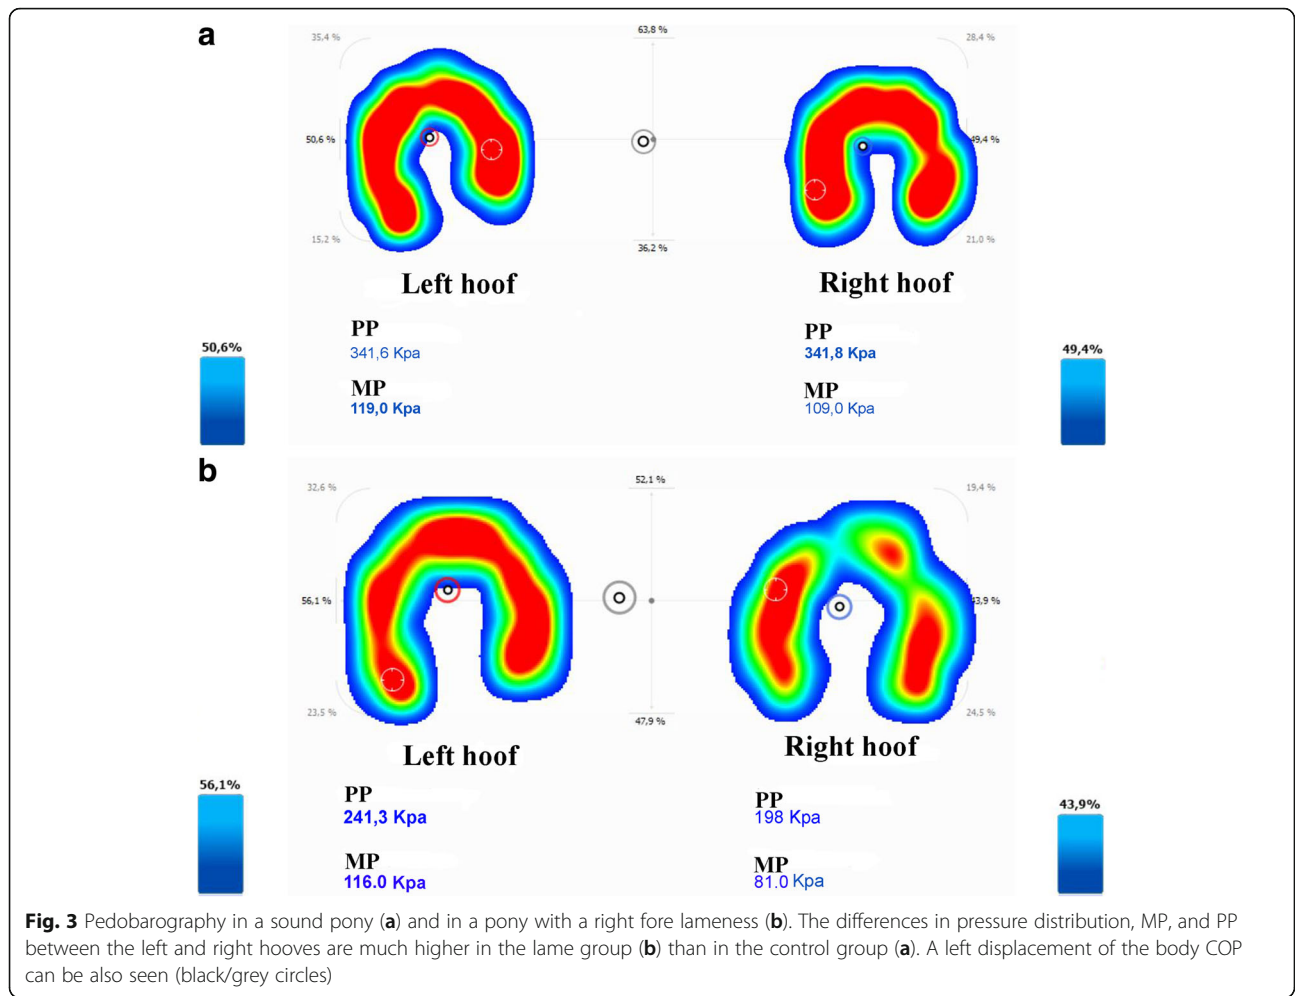 a
35,4 %
63,8 %
28,4 %
50,6 %
49,4 %
15,2 %
36,2 %
21,0 %
Left hoof
Right hoof
PP
PP
341,6 Kpa
341,8 Kpa
50,6%
49,4%
MP
MP
119,0 Kpa
109,0 Kpa
b
32,6 %
52,1 %
19,4 %
56,1 %
3,9 %
23,5 %
47,9 %
24,5 %
Left hoof
Right hoof
56,1%
43,9%
PP
PP
241,3 Kpa
198 Kpa
MP
MP
116.0 Kpa
81.0 Kpa
Fig. 3 Pedobarography in a sound pony (a) and in a pony with a right fore lameness (b). The differences in pressure distribution, MP, and PP
between the left and right hooves are much higher in the lame group (b) than in the control group (a). A left displacement of the body COP
can be also seen (black/grey circles)